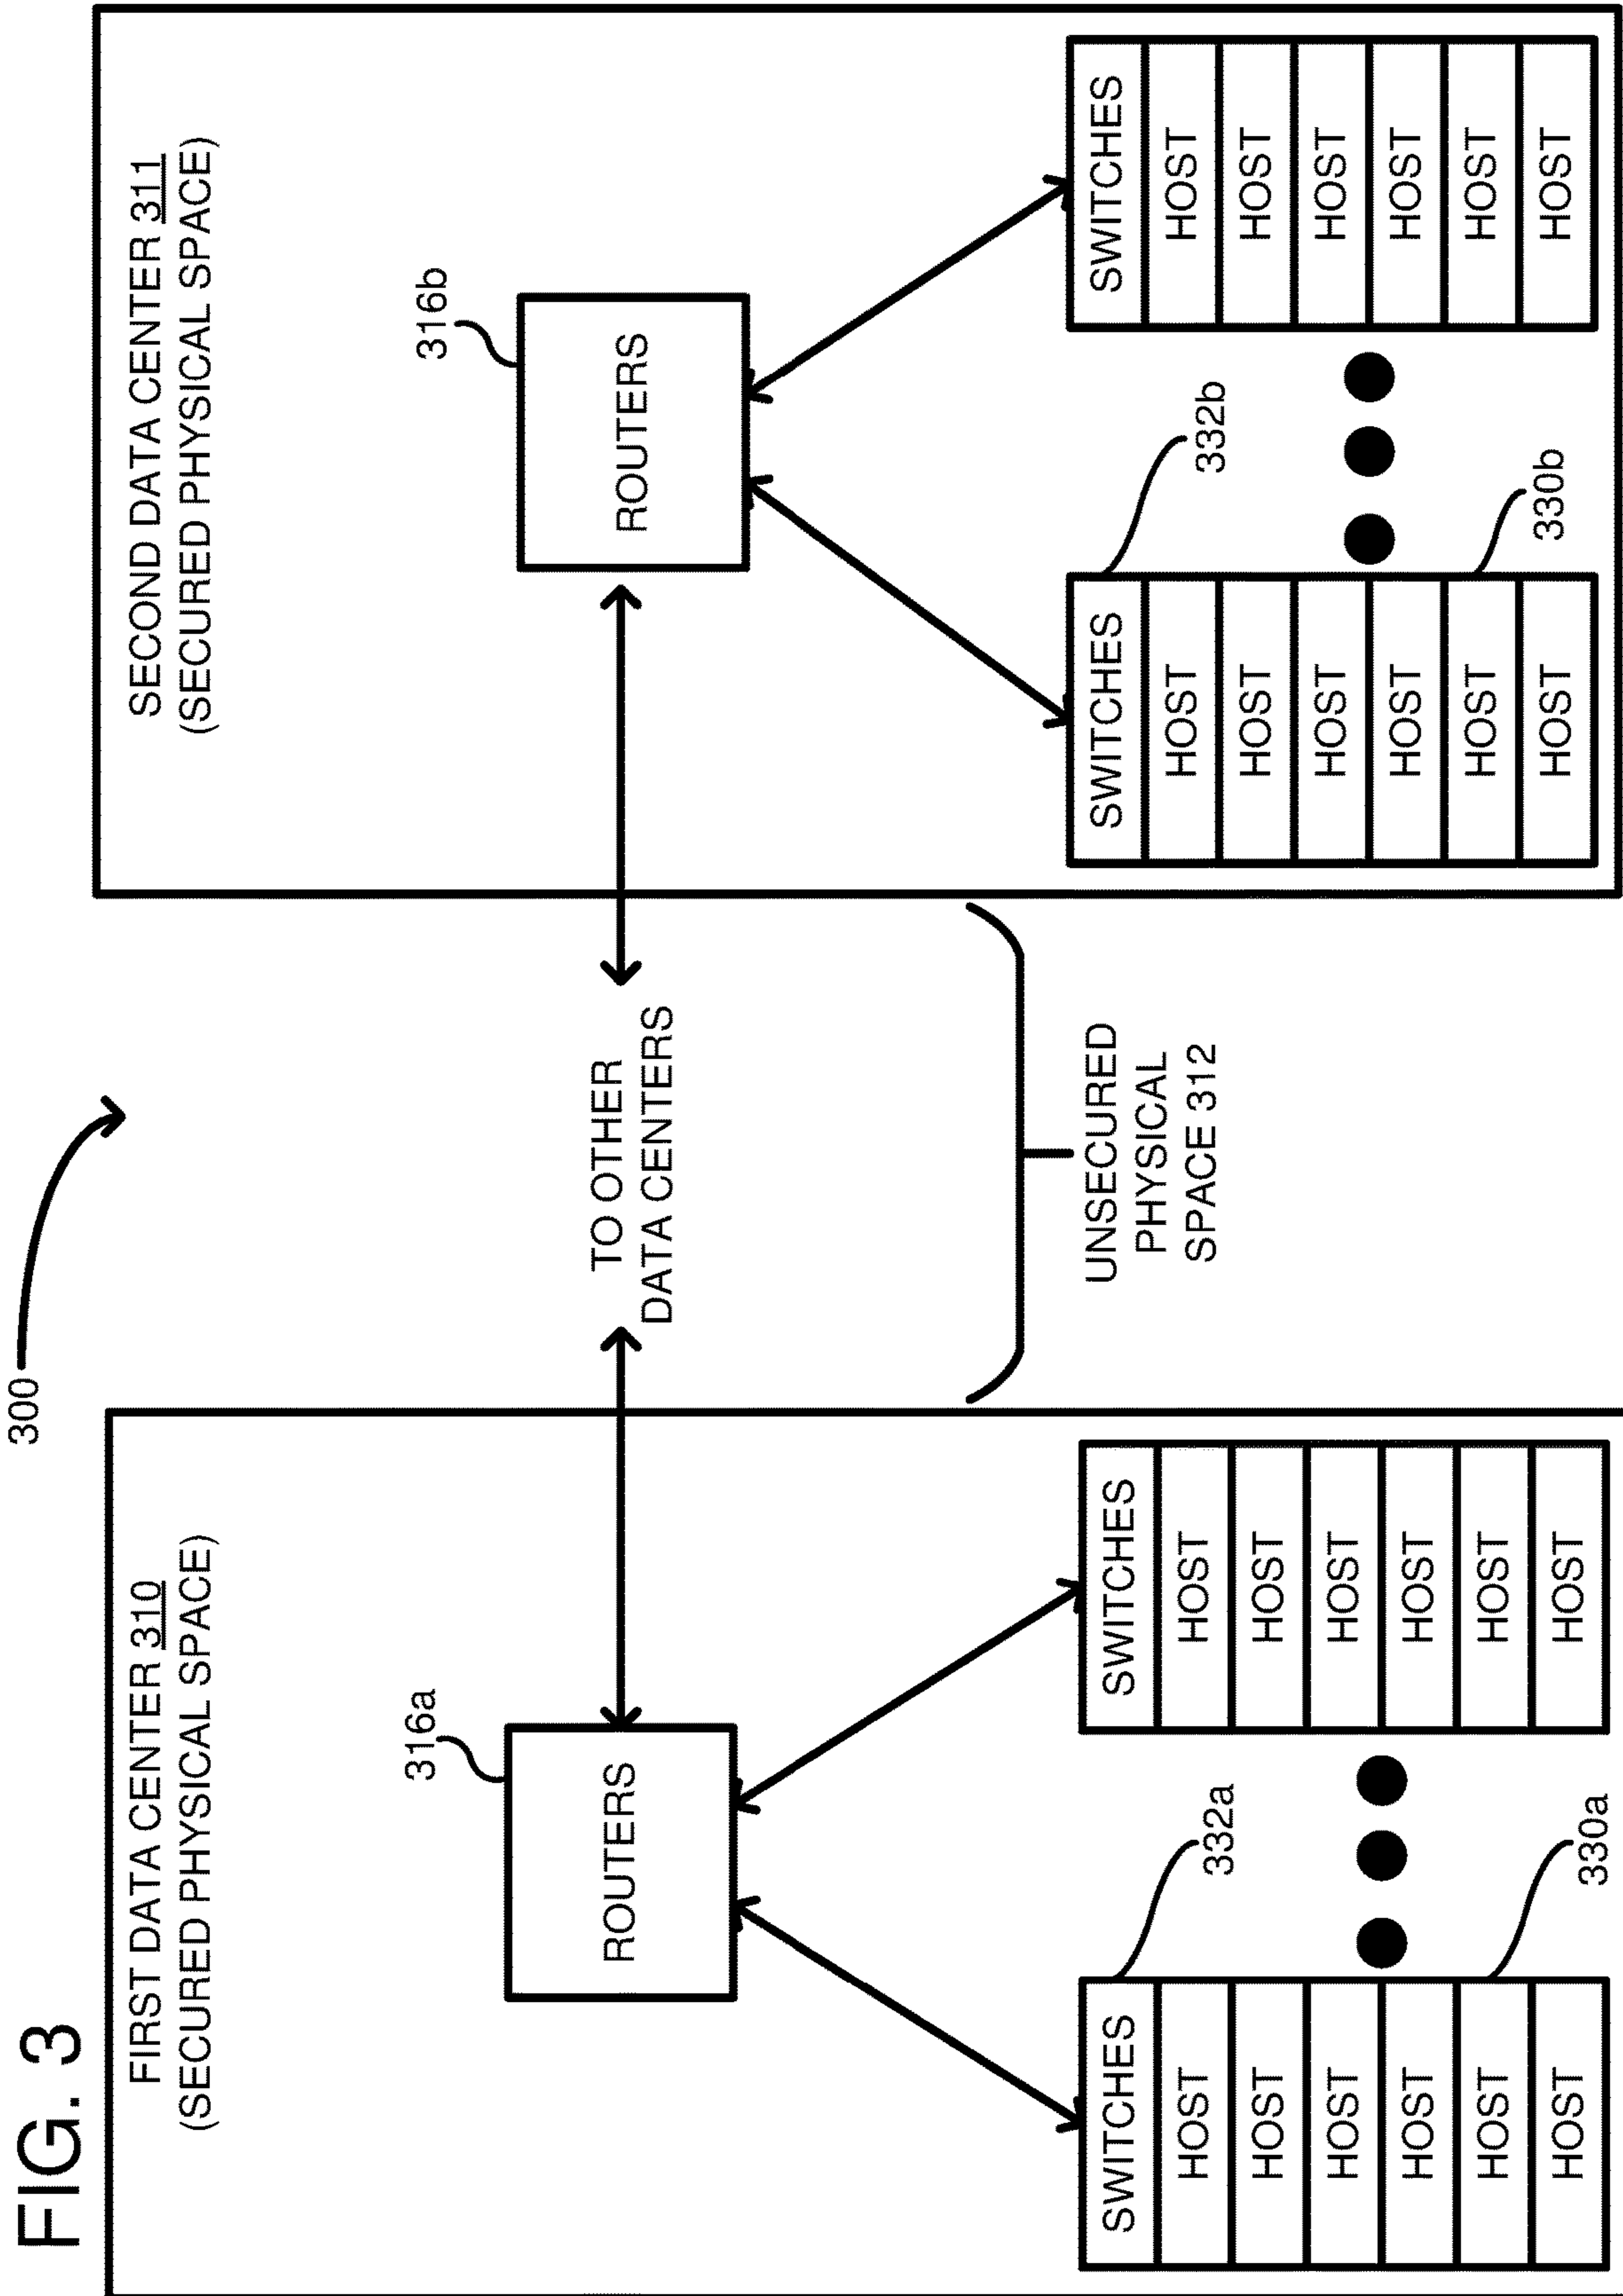 FIG. 3
300
FIRST DATA CENTER 310
(SECURED PHYSICAL SPACE)
316a
ROUTERS
332a
SWITCHES
HOST
HOST
HOST
HOST
HOST
HOST
330a
SWITCHES
HOST
HOST
HOST
HOST
HOST
HOST
TO OTHER
DATA CENTERS
UNSECURED
PHYSICAL
SPACE 312
SECOND DATA CENTER 311
(SECURED PHYSICAL SPACE)
316b
ROUTERS
332b
SWITCHES
HOST
HOST
HOST
HOST
HOST
HOST
330b
SWITCHES
HOST
HOST
HOST
HOST
HOST
HOST